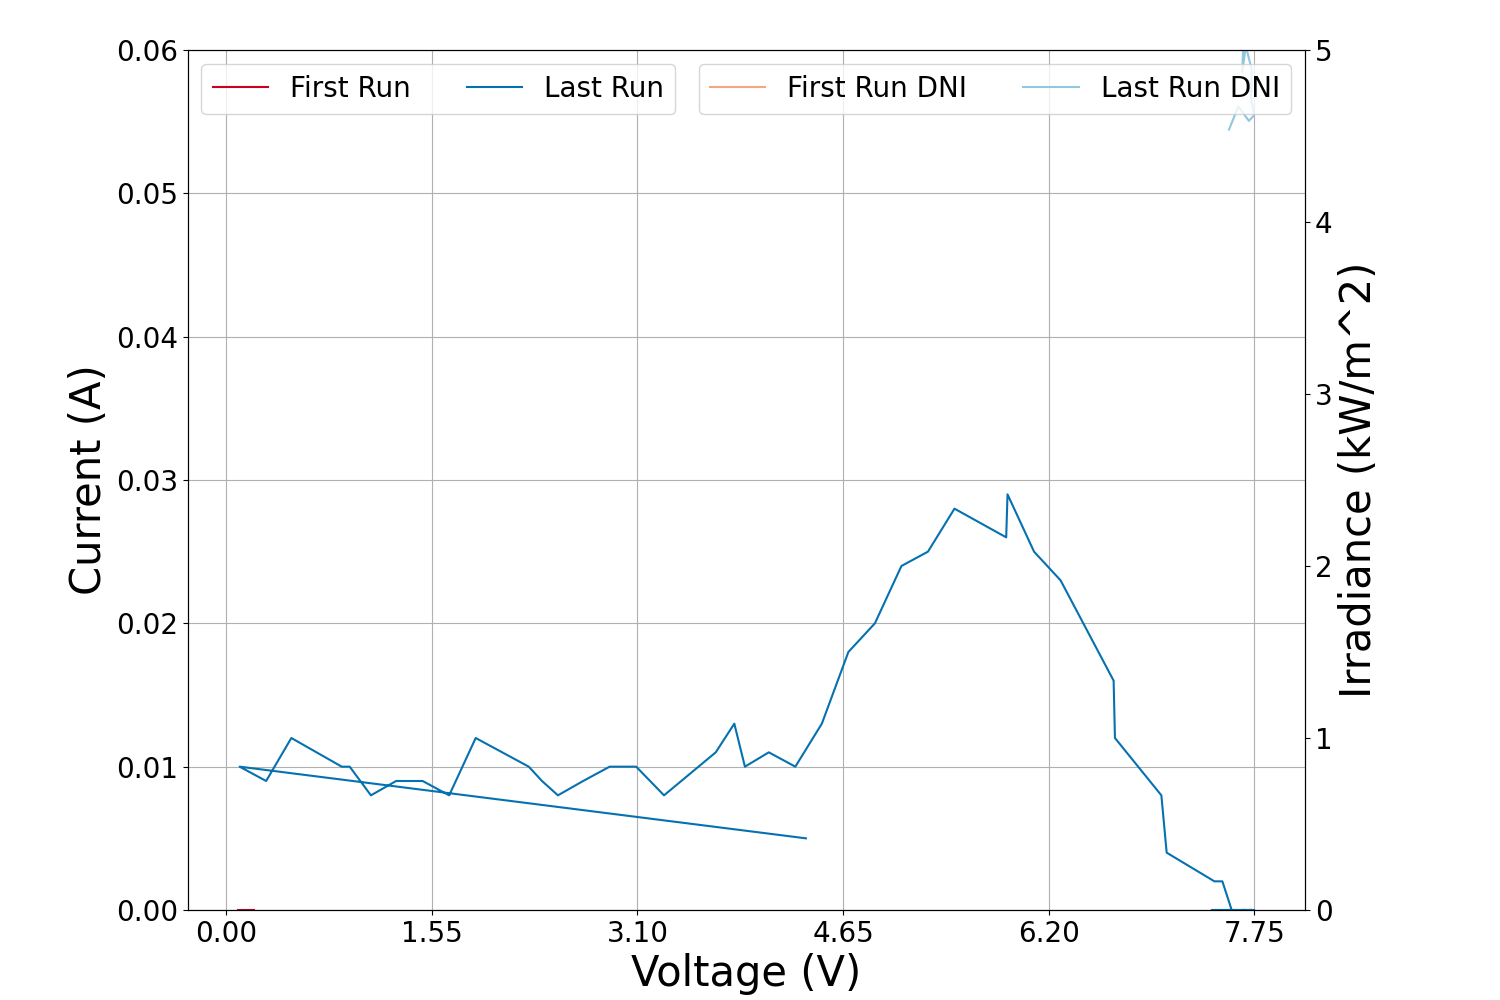 First Run
Last Run
First Run DNI
Last Run DNI
0.06
0.05
0.04
0.03
0.02
0.01
0.00
Current (A)
5
4
3
2
1
0
Irradiance (kW/m^2)
0.00 1.55 3.10 4.65 6.20 7.75
Voltage (V)